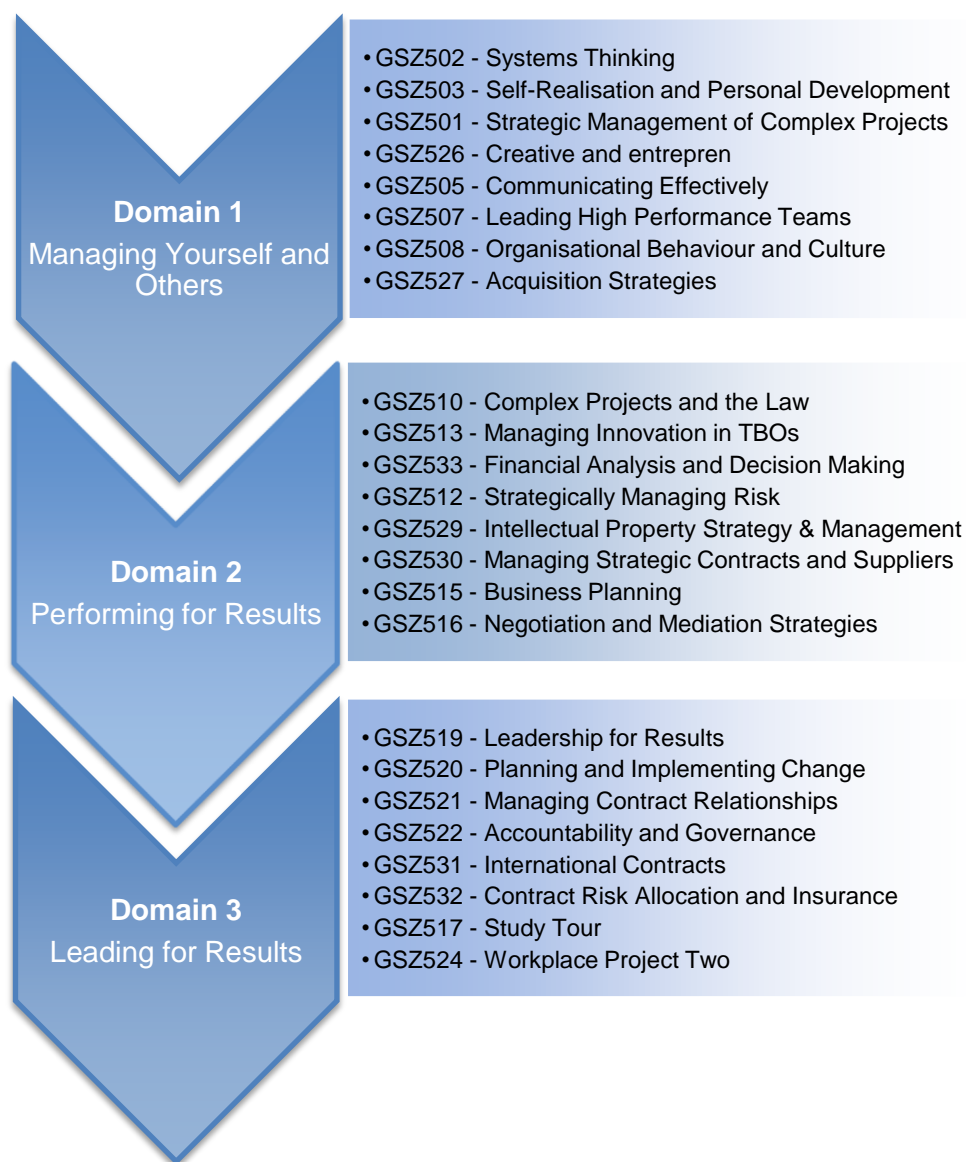 Domain 1
Managing Yourself and
Others
• GSZ502 - Systems Thinking
• GSZ503 - Self-Realisation and Personal Development
• GSZ501 - Strategic Management of Complex Projects
• GSZ526 - Creative and entrepren
• GSZ505 - Communicating Effectively
• GSZ507 - Leading High Performance Teams
• GSZ508 - Organisational Behaviour and Culture
• GSZ527 - Acquisition Strategies
Domain 2
Performing for Results
• GSZ510 - Complex Projects and the Law
• GSZ513 - Managing Innovation in TBOs
• GSZ533 - Financial Analysis and Decision Making
• GSZ512 - Strategically Managing Risk
• GSZ529 - Intellectual Property Strategy & Management
• GSZ530 - Managing Strategic Contracts and Suppliers
• GSZ515 - Business Planning
• GSZ516 - Negotiation and Mediation Strategies
Domain 3
Leading for Results
• GSZ519 - Leadership for Results
• GSZ520 - Planning and Implementing Change
• GSZ521 - Managing Contract Relationships
• GSZ522 - Accountability and Governance
• GSZ531 - International Contracts
• GSZ532 - Contract Risk Allocation and Insurance
• GSZ517 - Study Tour
• GSZ524 - Workplace Project Two